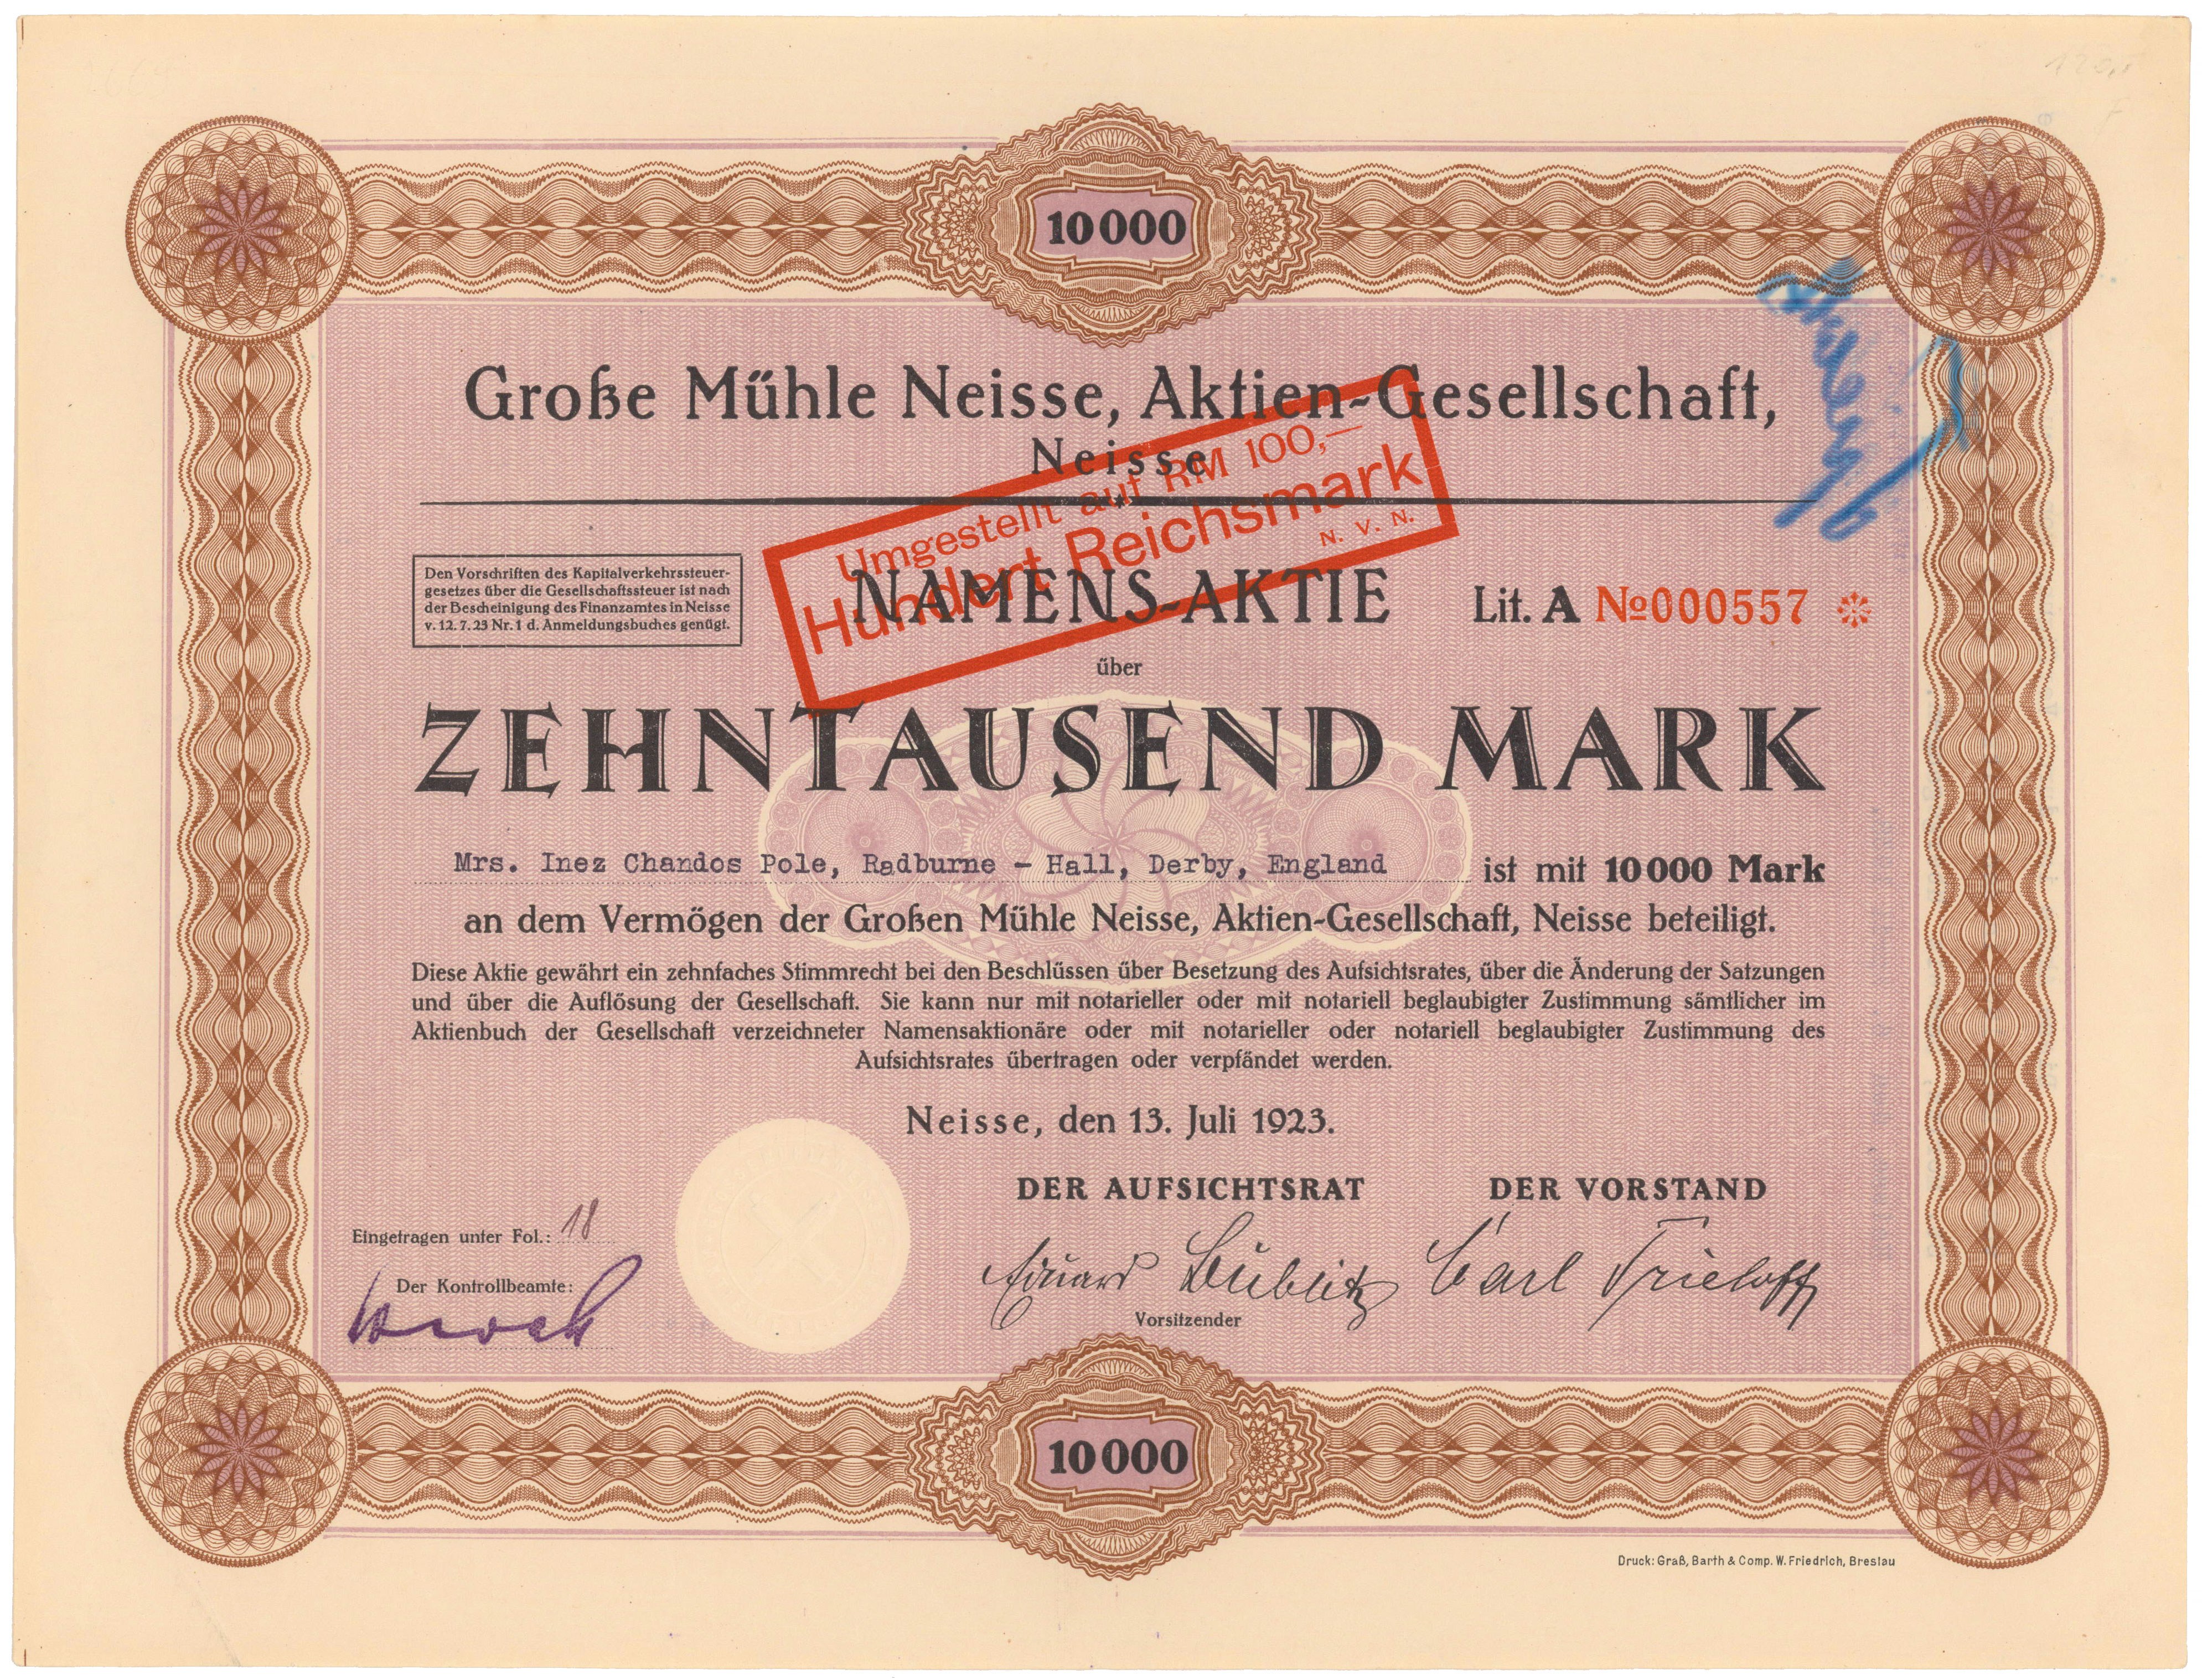 10000
Große Mühle Neisse, Aktien-Gesellschaft,
Neisse
Umgestellt auf RM 100,—
Hundert Reichsmark
N. V. N.
Den Vorschriften des Kapitalverkehrssteuer-
gesetzes über die Gesellschaftssteuer ist nach
der Bescheinigung des Finanzamtes in Neisse
v. 12. 7. 23 Nr. 1 d. Anmeldungsbuches genügt.
NAMENS-AKTIE
Lit. A №000557 *
über
ZEHNTAUSEND MARK
Mrs. Inez Chandos Pole, Radburne - Hall, Derby, England ist mit 10000 Mark
an dem Vermögen der Großen Mühle Neisse, Aktien-Gesellschaft, Neisse beteiligt.
Diese Aktie gewährt ein zehnfaches Stimmrecht bei den Beschlüssen über Besetzung des Aufsichtsrates, über die Änderung der Satzungen
und über die Auflösung der Gesellschaft. Sie kann nur mit notarieller oder mit notariell beglaubigter Zustimmung sämtlicher im
Aktienbuch der Gesellschaft verzeichneter Namensaktionäre oder mit notarieller oder notariell beglaubigter Zustimmung des
Aufsichtsrates übertragen oder verpfändet werden.
Neisse, den 13. Juli 1923.
DER AUFSICHTSRAT DER VORSTAND
Eingetragen unter Fol.: 18
Der Kontrollbeamte:
Eduard Carl Trieloff
Vorsitzender
10000
Druck: Graß, Barth & Comp. W. Friedrich, Breslau